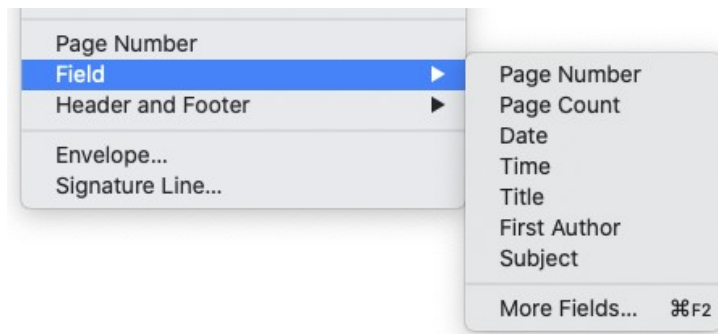 Page Number
Field
Header and Footer
Envelope...
Signature Line...
Page Number
Page Count
Date
Time
Title
First Author
Subject
More Fields... ⌘F2